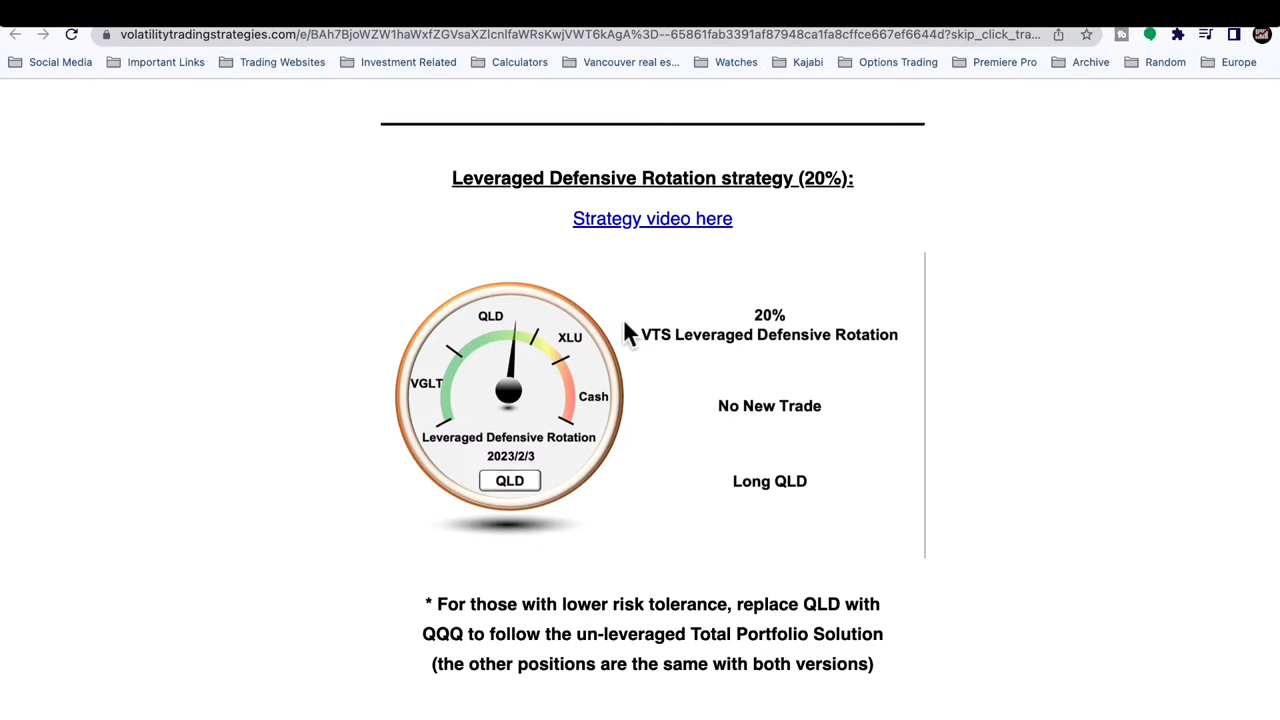 volatilitytradingstrategies.com/e/BAh7BjoWZW1haWxfZGVsaXZlcnlfaWRsKwjVWT6kAgA%3D--65861fab3391af87948ca1fa8cffce667ef6644d?skip_click_tra...
Social Media Important Links Trading Websites Investment Related Calculators Vancouver real es... Watches Kajabi Options Trading Premiere Pro Archive Random Europe
Leveraged Defensive Rotation strategy (20%):
Strategy video here
QLD
XLU
VGLT
Cash
Leveraged Defensive Rotation
2023/2/3
QLD
20%
VTS Leveraged Defensive Rotation
No New Trade
Long QLD
* For those with lower risk tolerance, replace QLD with
QQQ to follow the un-leveraged Total Portfolio Solution
(the other positions are the same with both versions)